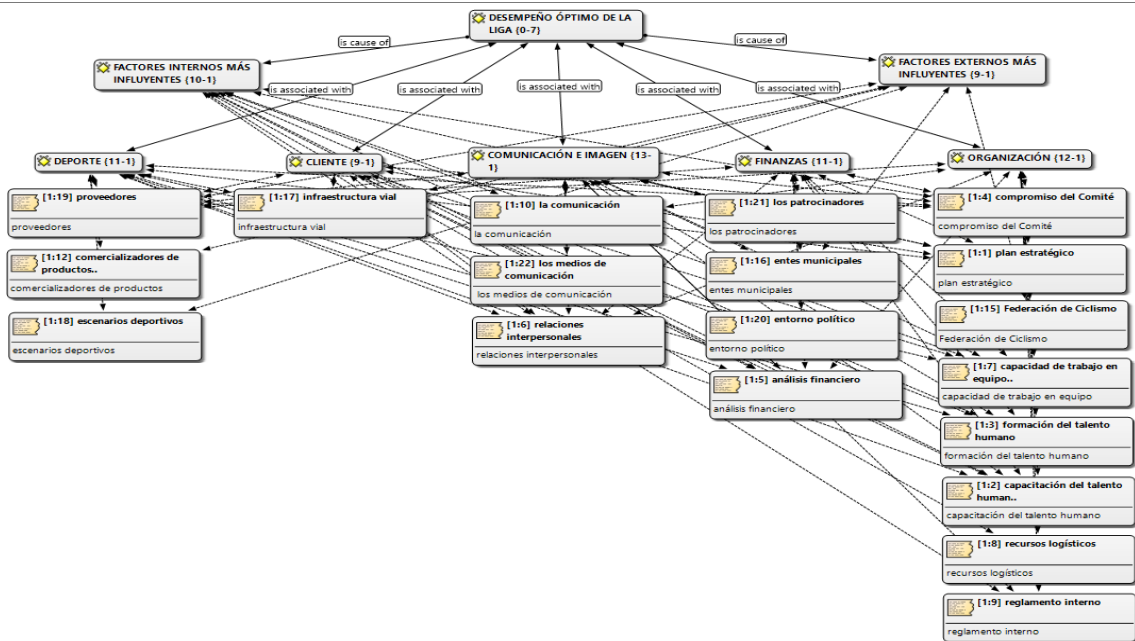 DESEMPEÑO ÓPTIMO DE LA
LIGA {0-7}
is cause of
is cause of
FACTORES INTERNOS MÁS
INFLUYENTES {10-1}
FACTORES EXTERNOS MÁS
INFLUYENTES {9-1}
is associated with
is associated with
is associated with
is associated with
is associated with
DEPORTE {11-1}
CLIENTE {9-1}
COMUNICACIÓN E IMAGEN {13-
1}
FINANZAS {11-1}
ORGANIZACIÓN {12-1}
[1:19] proveedores
proveedores
[1:12] comercializadores de
productos..
comercializadores de productos
[1:18] escenarios deportivos
escenarios deportivos
[1:17] infraestructura vial
infraestructura vial
[1:10] la comunicación
la comunicación
[1:22] los medios de
comunicación
los medios de comunicación
[1:6] relaciones
interpersonales
relaciones interpersonales
[1:21] los patrocinadores
los patrocinadores
[1:16] entes municipales
entes municipales
[1:20] entorno político
entorno político
[1:5] análisis financiero
análisis financiero
[1:4] compromiso del Comité
compromiso del Comité
[1:1] plan estratégico
plan estratégico
[1:15] Federación de Ciclismo
Federación de Ciclismo
[1:7] capacidad de trabajo en
equipo..
capacidad de trabajo en equipo
[1:3] formación del talento
humano
formación del talento humano
[1:2] capacitación del talento
human..
capacitación del talento humano
[1:8] recursos logísticos
recursos logísticos
[1:9] reglamento interno
reglamento interno